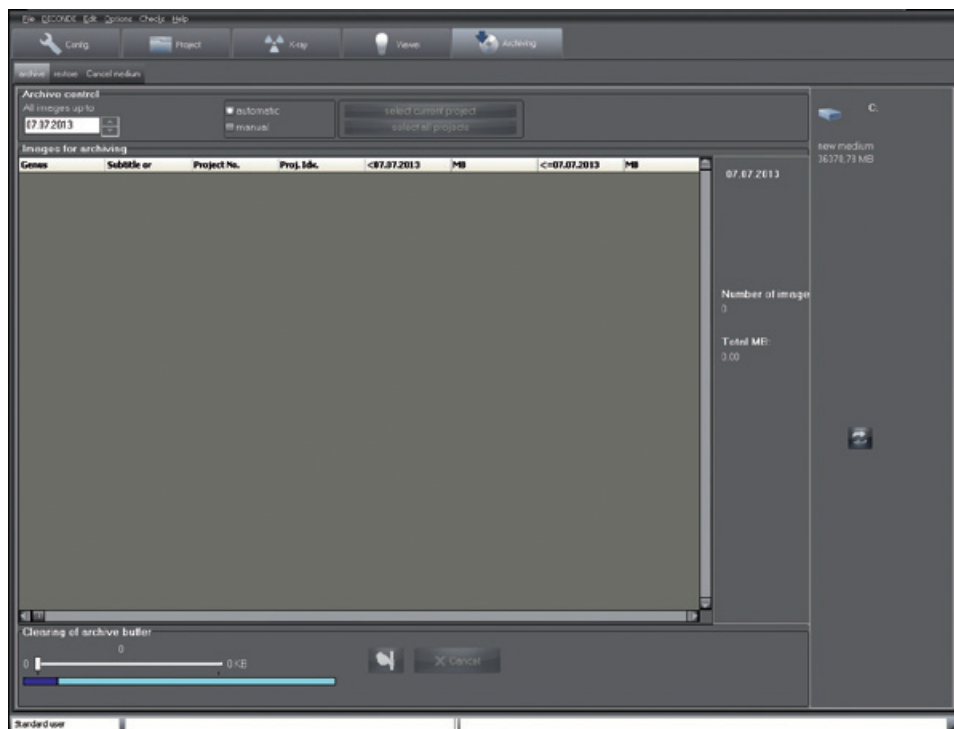 File DICONDE Edit Options Checks Help
Config Project X-ray Viewer Archiving
archive restore Cancel medium
Archive control
All images up to
07.07.2013
automatic
manual
select current project
select all projects
C:
new medium
36378.78 MB
Images for archiving
Genes Subtitle or Project No. Proj. Idx. <07.07.2013 MB <=07.07.2013 MB
07.07.2013
Number of image
0
Total MB:
0.00
Clearing of archive buffer
0
0 0 KB
Cancel
Standard user